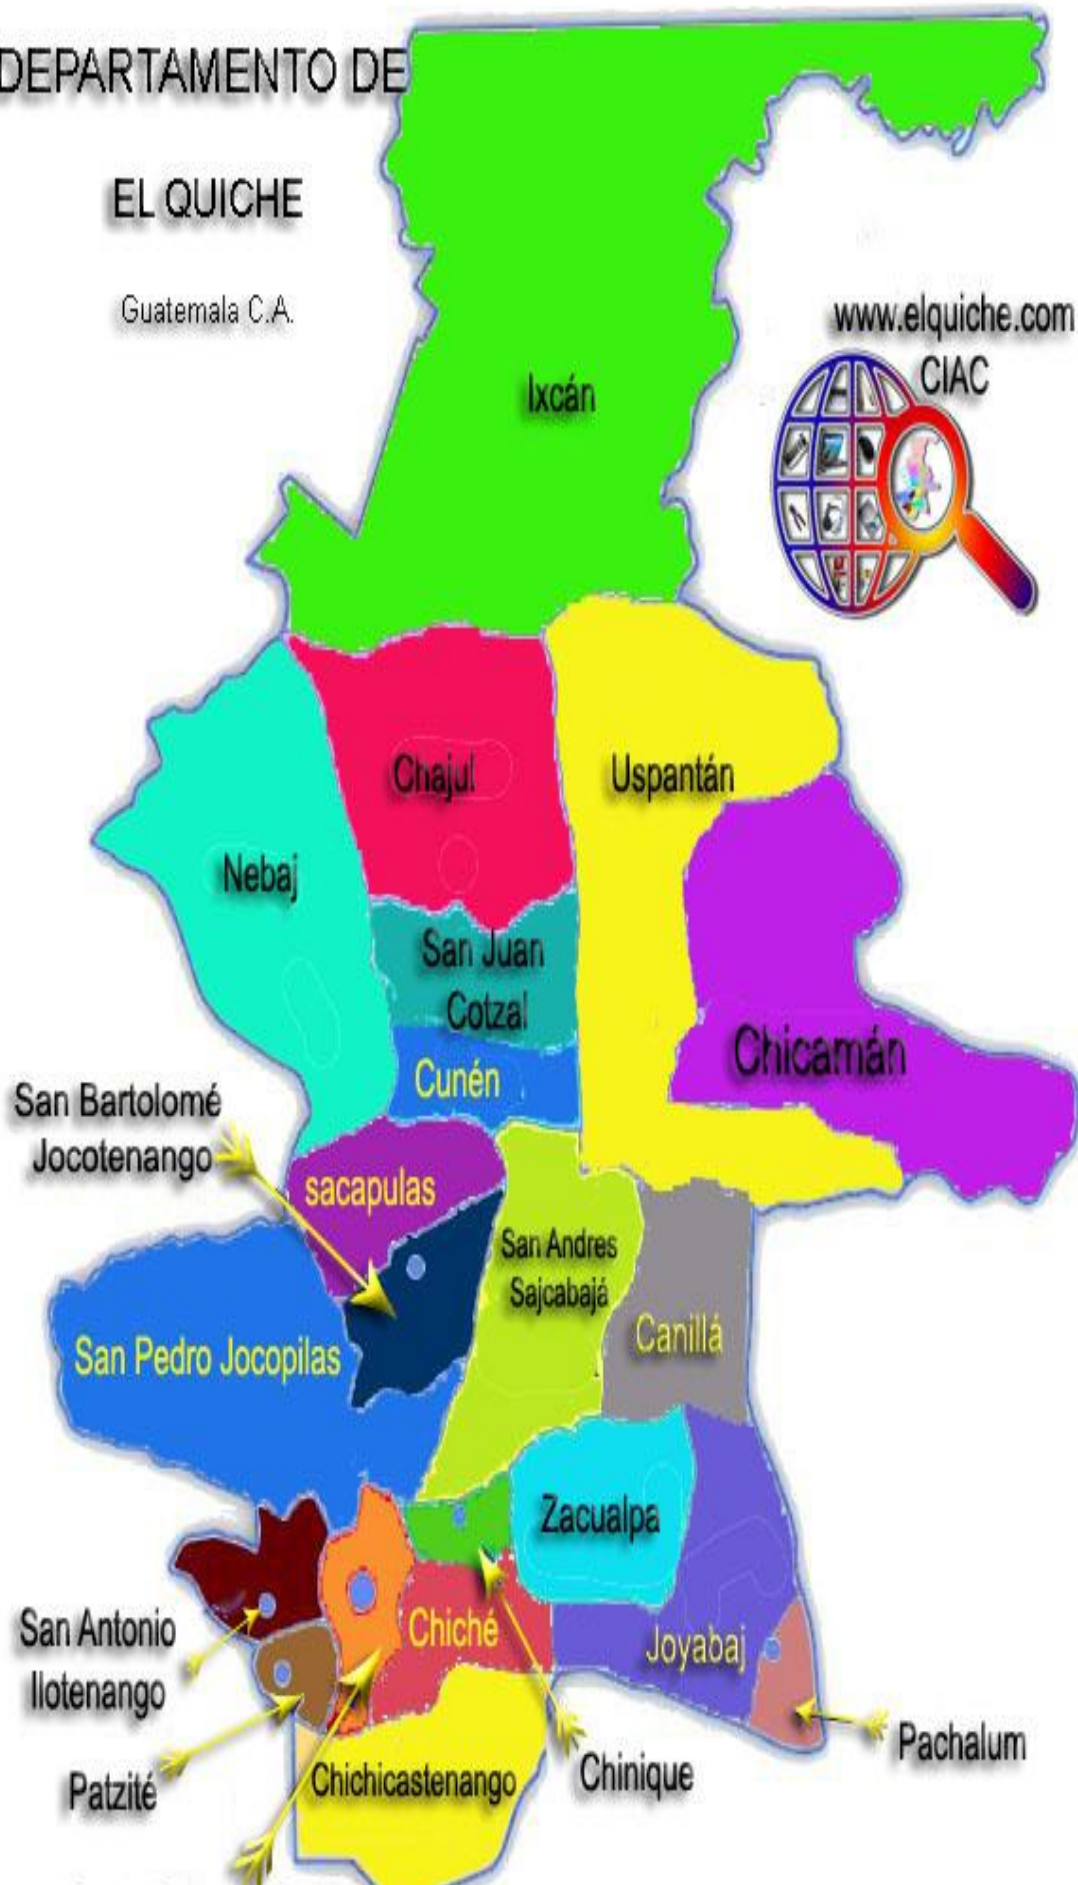 DEPARTAMENTO DE
EL QUICHE
Guatemala C.A.
www.elquiche.com
CIAC
Ixcán
Chajul
Uspantán
Nebaj
San Juan
Cotzal
Chicamán
Cunén
San Bartolomé
Jocotenango
sacapulas
San Andres
Sajcabajá
Canillá
San Pedro Jocopilas
Zacualpa
San Antonio
Ilotenango
Chiché
Joyabaj
Pachalum
Patzité
Chichicastenango
Chinique